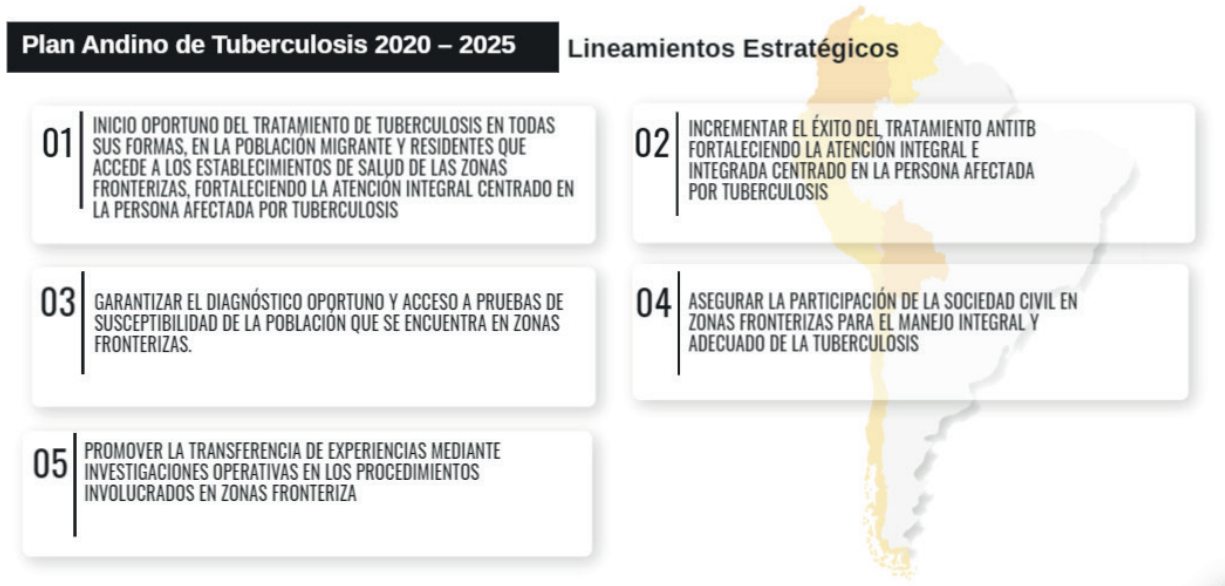 Plan Andino de Tuberculosis 2020 – 2025
Lineamientos Estratégicos
01
INICIO OPORTUNO DEL TRATAMIENTO DE TUBERCULOSIS EN TODAS
SUS FORMAS, EN LA POBLACIÓN MIGRANTE Y RESIDENTES QUE
ACCEDE A LOS ESTABLECIMIENTOS DE SALUD DE LAS ZONAS
FRONTERIZAS, FORTALECIENDO LA ATENCIÓN INTEGRAL CENTRADO EN
LA PERSONA AFECTADA POR TUBERCULOSIS
02
INCREMENTAR EL ÉXITO DEL TRATAMIENTO ANTITB
FORTALECIENDO LA ATENCIÓN INTEGRAL E
INTEGRADA CENTRADO EN LA PERSONA AFECTADA
POR TUBERCULOSIS
03
GARANTIZAR EL DIAGNÓSTICO OPORTUNO Y ACCESO A PRUEBAS DE
SUSCEPTIBILIDAD DE LA POBLACIÓN QUE SE ENCUENTRA EN ZONAS
FRONTERIZAS.
04
ASEGURAR LA PARTICIPACIÓN DE LA SOCIEDAD CIVIL EN
ZONAS FRONTERIZAS PARA EL MANEJO INTEGRAL Y
ADECUADO DE LA TUBERCULOSIS
05
PROMOVER LA TRANSFERENCIA DE EXPERIENCIAS MEDIANTE
INVESTIGACIONES OPERATIVAS EN LOS PROCEDIMIENTOS
INVOLUCRADOS EN ZONAS FRONTERIZA